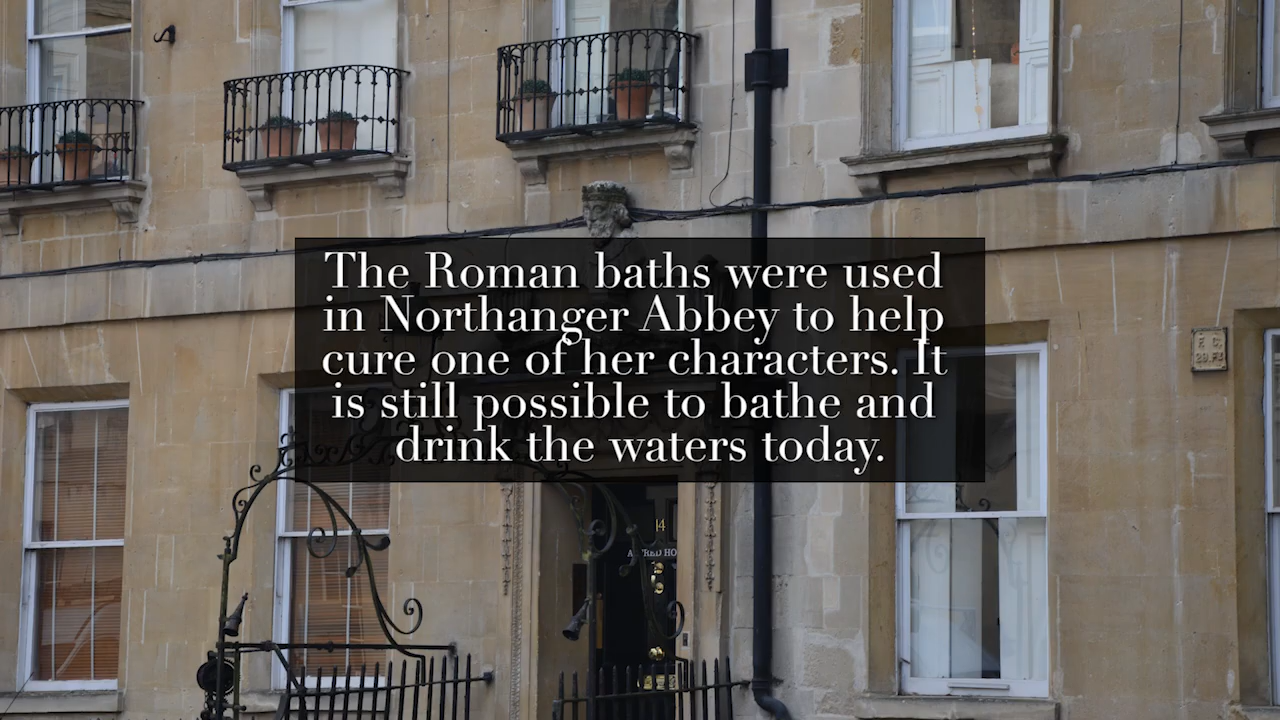 The Roman baths were used
in Northanger Abbey to help
cure one of her characters. It
is still possible to bathe and
drink the waters today.
14